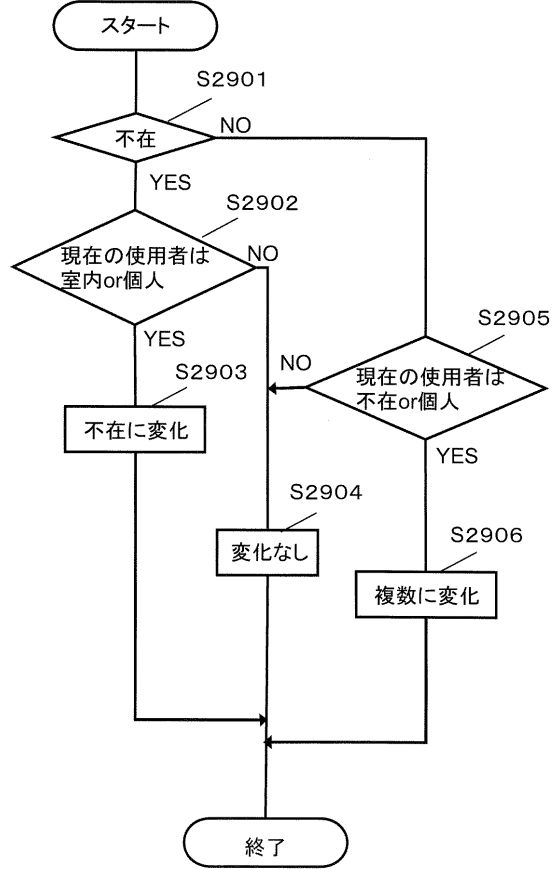 スタート
S2901
不在
NO
YES
S2902
現在の使用者は
室内or個人
NO
YES
S2905
現在の使用者は
不在or個人
NO
YES
S2903
不在に変化
S2904
変化なし
S2906
複数に変化
終了